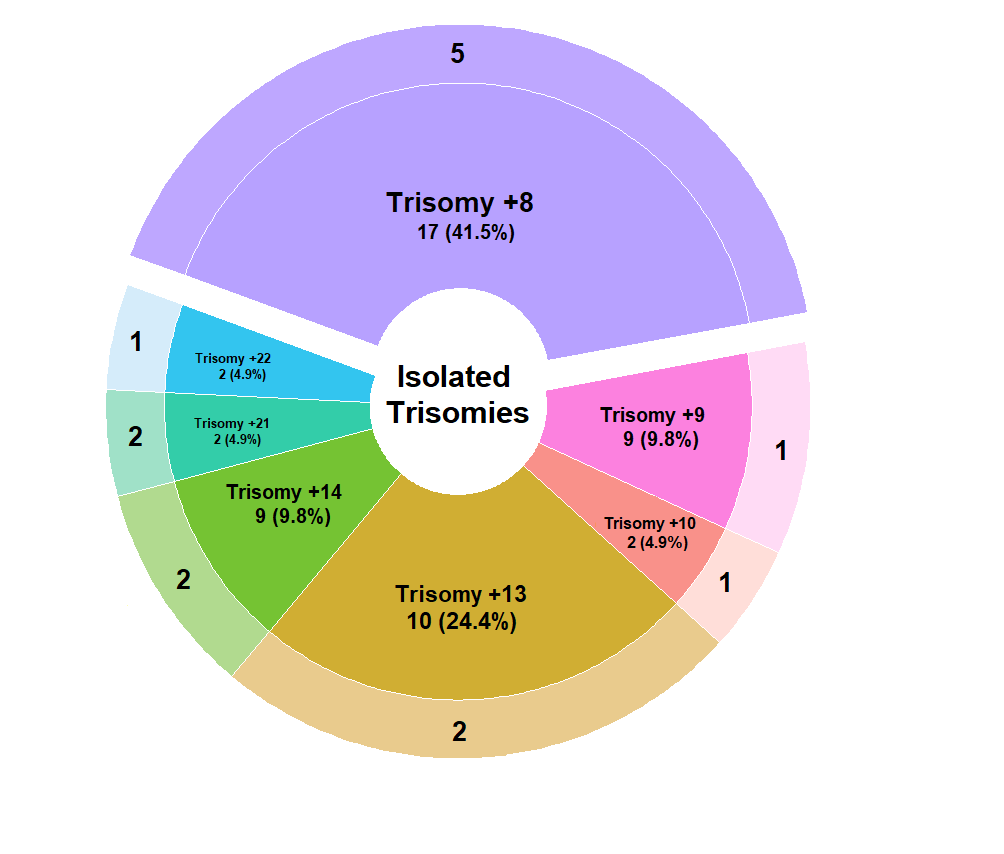 5
Trisomy +8
17 (41.5%)
Isolated
Trisomies
1
Trisomy +22
2 (4.9%)
2
Trisomy +21
2 (4.9%)
Trisomy +9
9 (9.8%)
1
Trisomy +14
9 (9.8%)
2
Trisomy +10
2 (4.9%)
1
Trisomy +13
10 (24.4%)
2